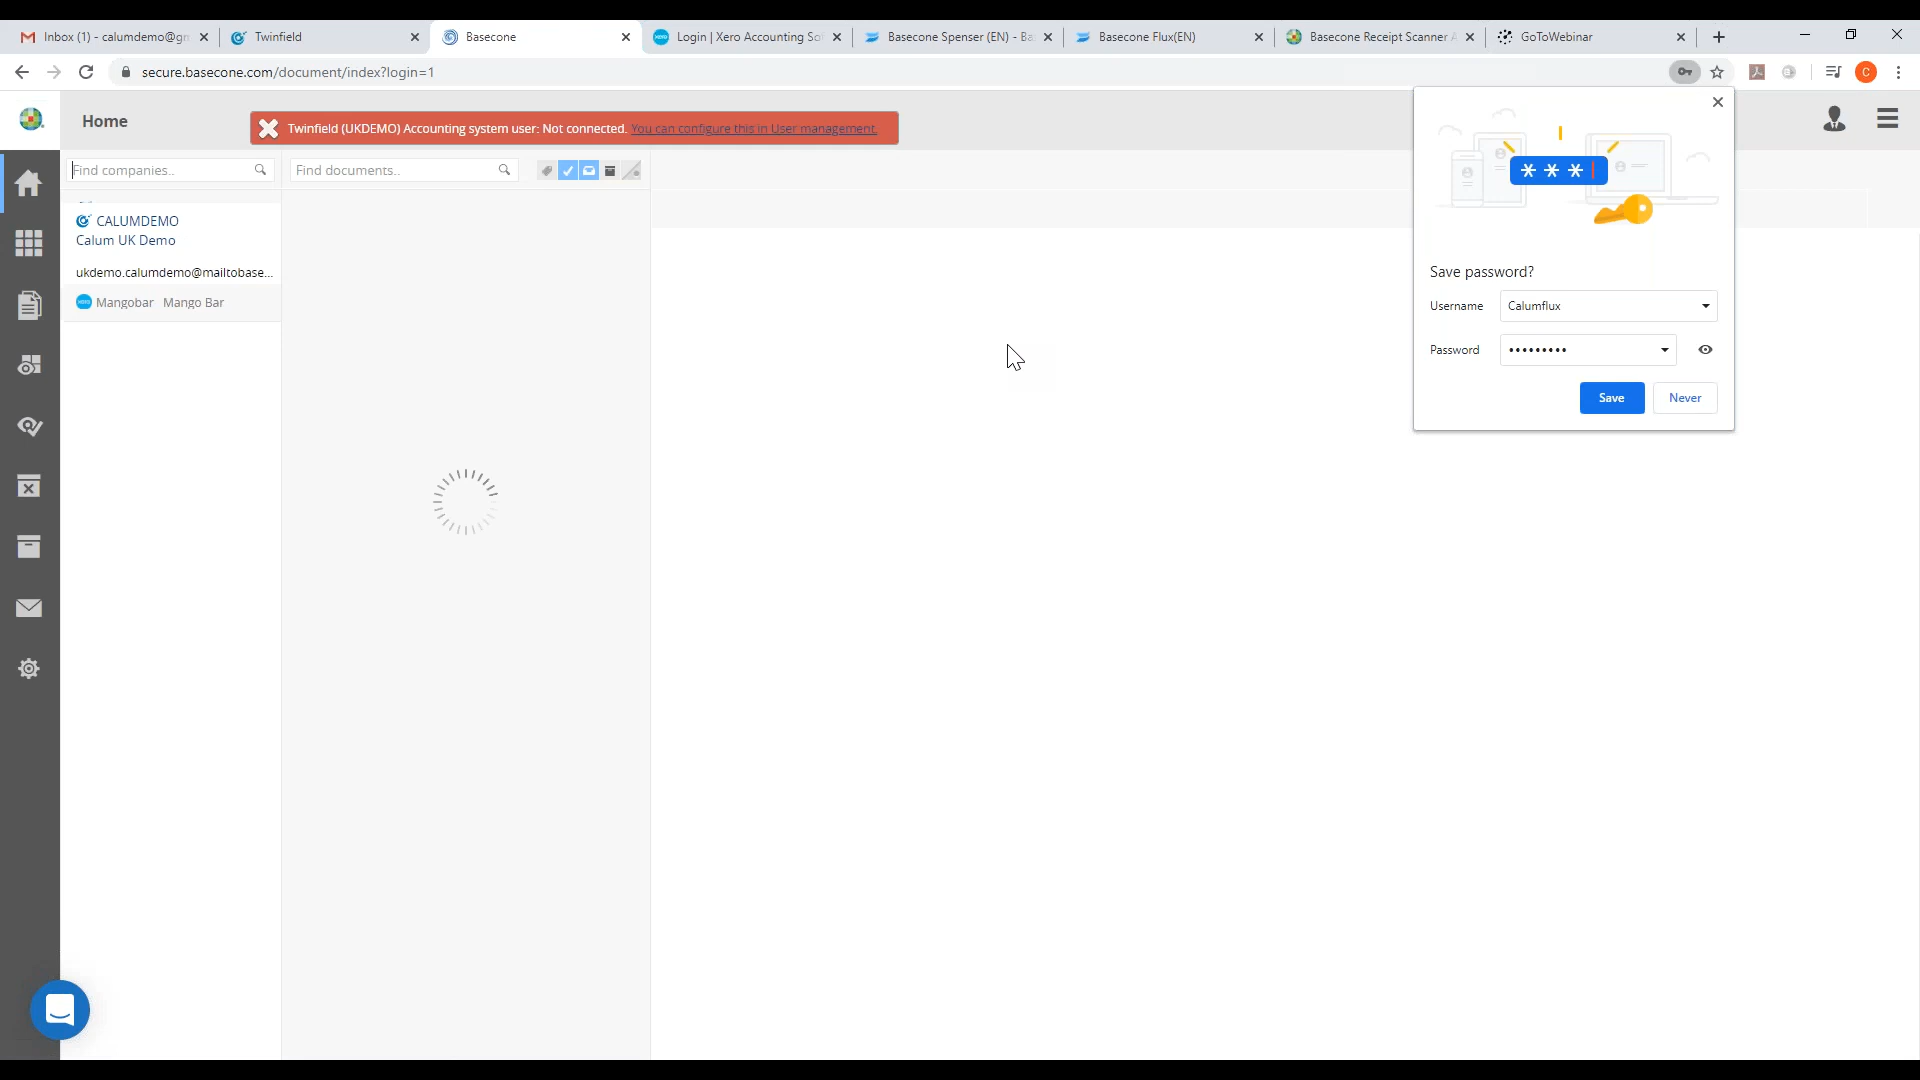 Inbox (1) - calumdemo@gm
Twinfield
Basecone
Login | Xero Accounting So
Basecone Spenser (EN) - Ba
Basecone Flux(EN)
Basecone Receipt Scanner A
GoToWebinar
secure.basecone.com/document/index?login=1
C
Home
Twinfield (UKDEMO) Accounting system user: Not connected. You can configure this in User management.
Find companies..
Find documents..
CALUMDEMO
Calum UK Demo
ukdemo.calumdemo@mailtobase...
Mangobar Mango Bar
* * *
Save password?
Username Calumflux
Password •••••••••
Save Never